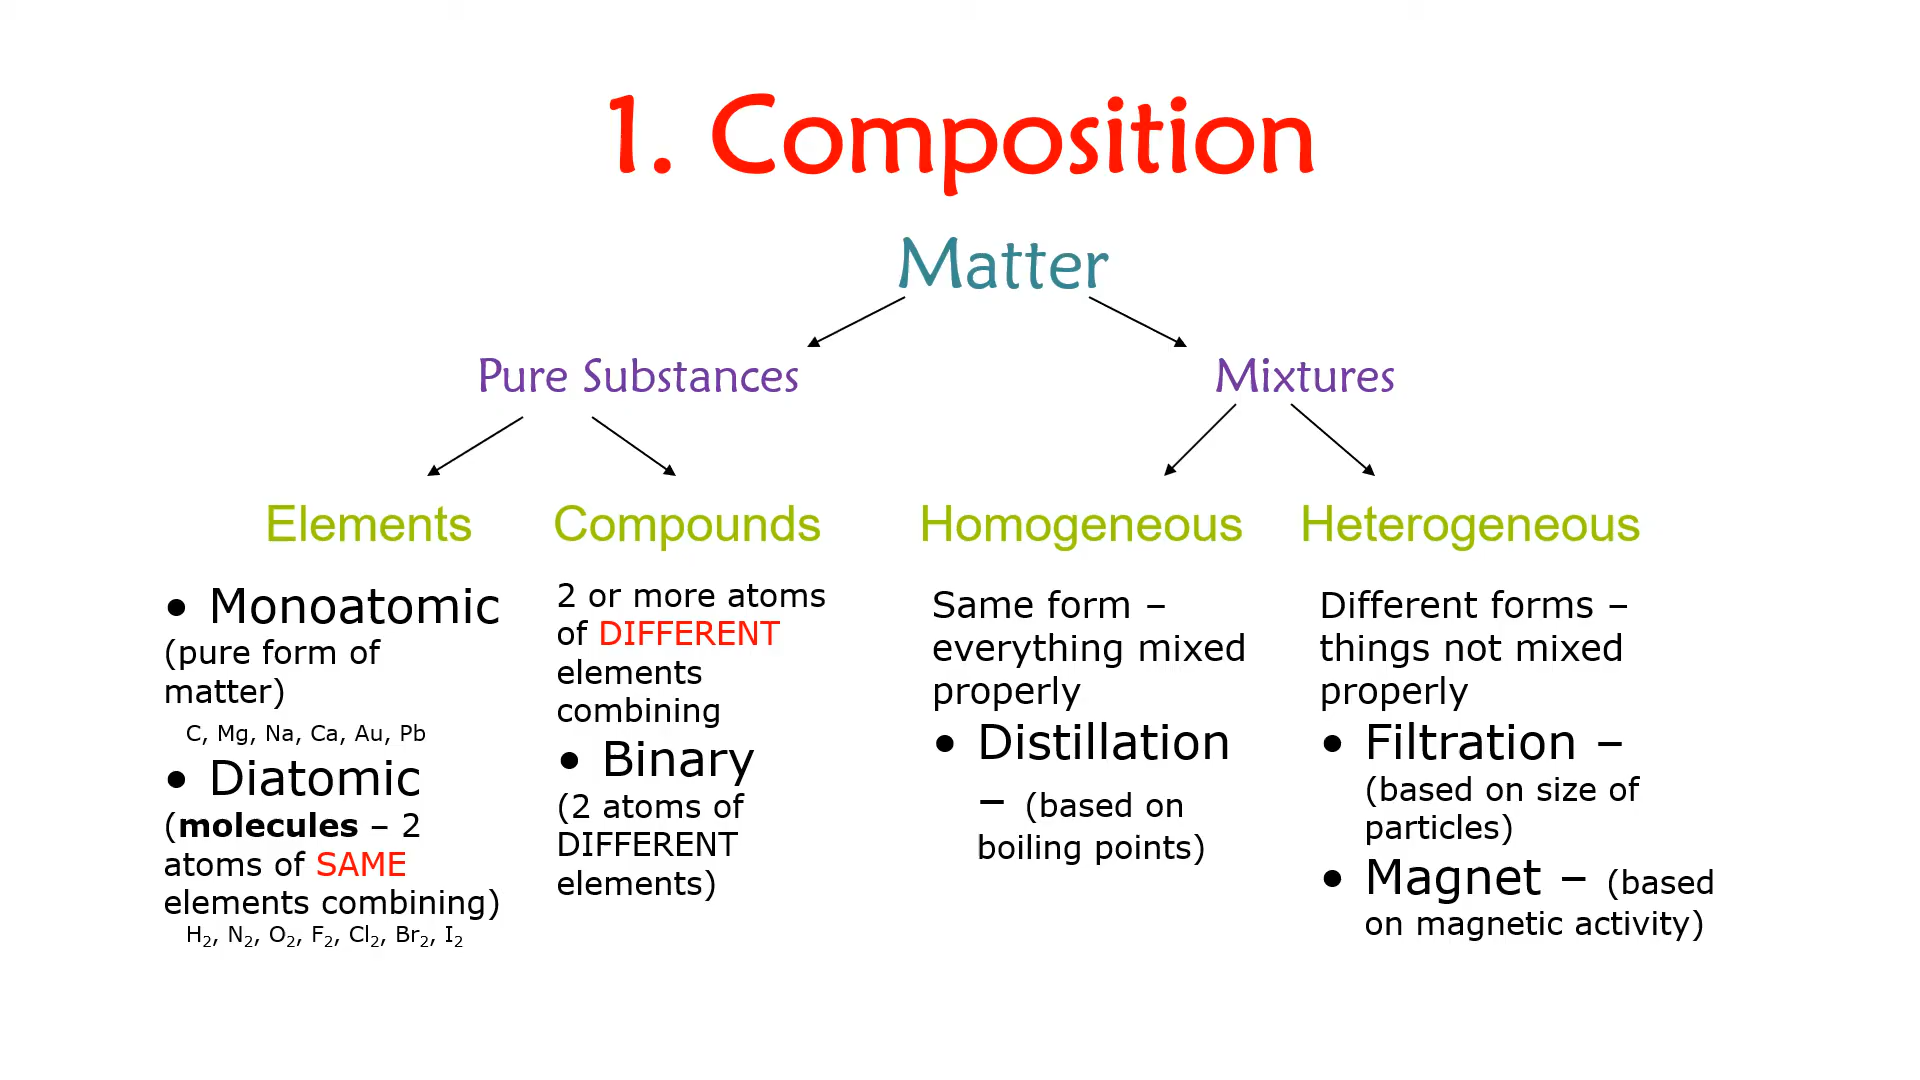 1. Composition
Matter
Pure Substances
Mixtures
Elements
• Monoatomic
(pure form of
matter)
C, Mg, Na, Ca, Au, Pb
• Diatomic
(molecules – 2
atoms of SAME
elements combining)
H₂, N₂, O₂, F₂, Cl₂, Br₂, I₂
Compounds
2 or more atoms
of DIFFERENT
elements
combining
• Binary
(2 atoms of
DIFFERENT
elements)
Homogeneous
Same form –
everything mixed
properly
• Distillation
– (based on
boiling points)
Heterogeneous
Different forms –
things not mixed
properly
• Filtration –
(based on size of
particles)
• Magnet – (based
on magnetic activity)